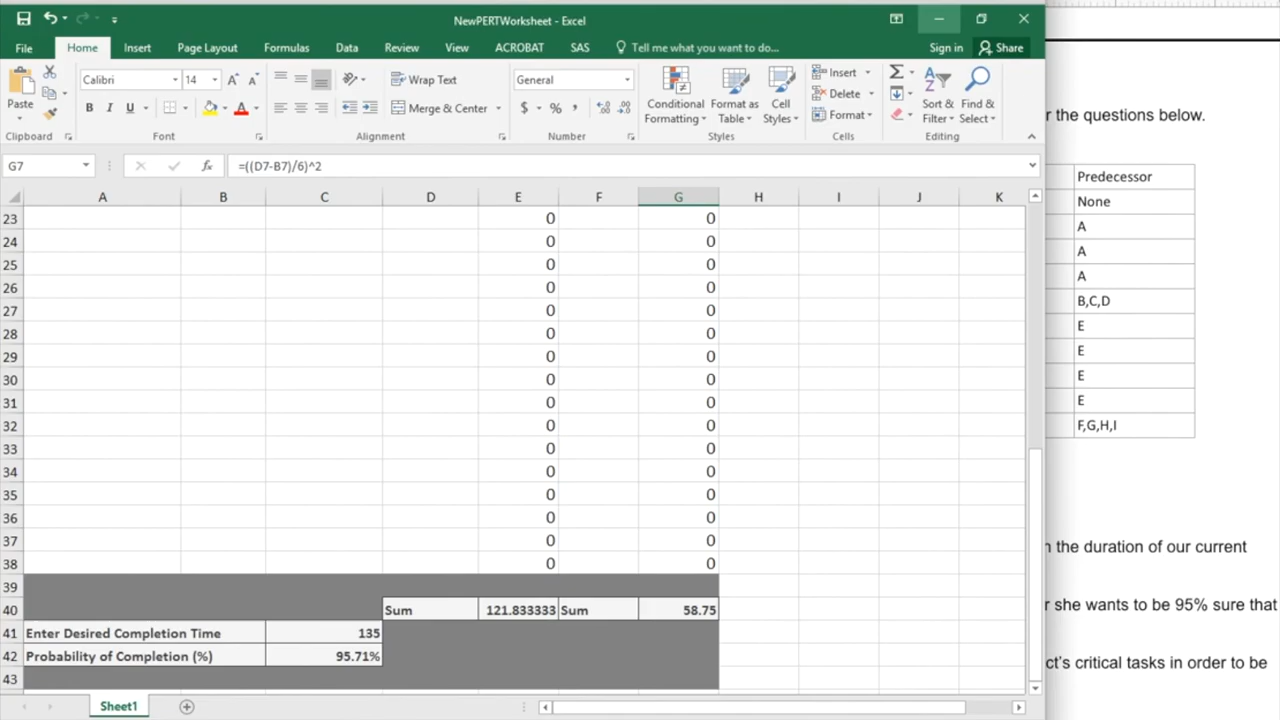 NewPERTWorksheet - Excel
File Home Insert Page Layout Formulas Data Review View ACROBAT SAS Tell me what you want to do... Sign in Share
Paste
Calibri 14
B I U
Wrap Text
Merge & Center
General
$ % ,
Conditional Formatting
Format as Table
Cell Styles
Insert
Delete
Format
Sort & Filter
Find & Select
Clipboard Font Alignment Number Styles Cells Editing
G7 fx =((D7-B7)/6)^2
A B C D E F G H I J K
23 0 0
24 0 0
25 0 0
26 0 0
27 0 0
28 0 0
29 0 0
30 0 0
31 0 0
32 0 0
33 0 0
34 0 0
35 0 0
36 0 0
37 0 0
38 0 0
39
40 Sum 121.833333 Sum 58.75
41 Enter Desired Completion Time 135
42 Probability of Completion (%) 95.71%
43
Sheet1
r the questions below.
Predecessor
None
A
A
A
B,C,D
E
E
E
E
F,G,H,I
the duration of our current
r she wants to be 95% sure that
ct's critical tasks in order to be